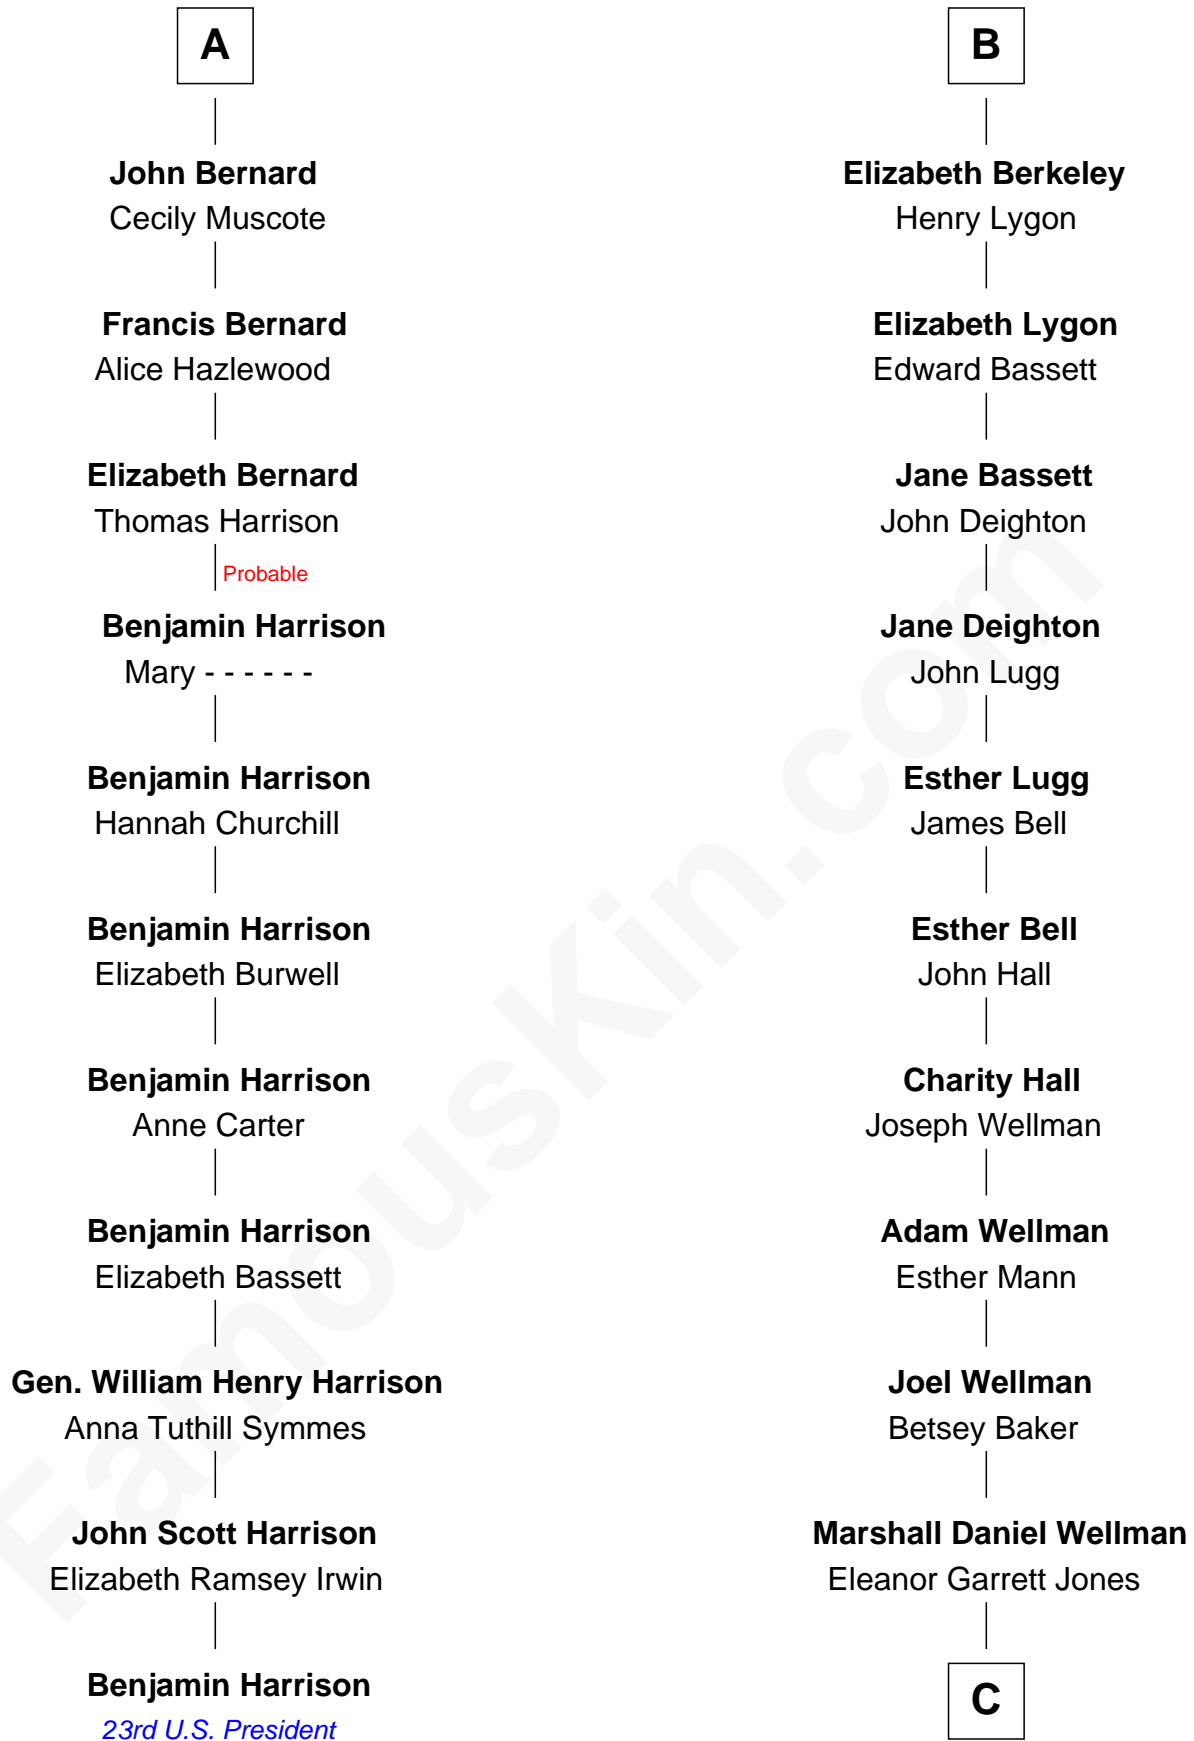 A
John Bernard
Cecily Muscote
Francis Bernard
Alice Hazlewood
Elizabeth Bernard
Thomas Harrison
Probable
Benjamin Harrison
Mary - - - - - -
Benjamin Harrison
Hannah Churchill
Benjamin Harrison
Elizabeth Burwell
Benjamin Harrison
Anne Carter
Benjamin Harrison
Elizabeth Bassett
Gen. William Henry Harrison
Anna Tuthill Symmes
John Scott Harrison
Elizabeth Ramsey Irwin
Benjamin Harrison
23rd U.S. President
B
Elizabeth Berkeley
Henry Lygon
Elizabeth Lygon
Edward Bassett
Jane Bassett
John Deighton
Jane Deighton
John Lugg
Esther Lugg
James Bell
Esther Bell
John Hall
Charity Hall
Joseph Wellman
Adam Wellman
Esther Mann
Joel Wellman
Betsey Baker
Marshall Daniel Wellman
Eleanor Garrett Jones
C
FamousKin.com